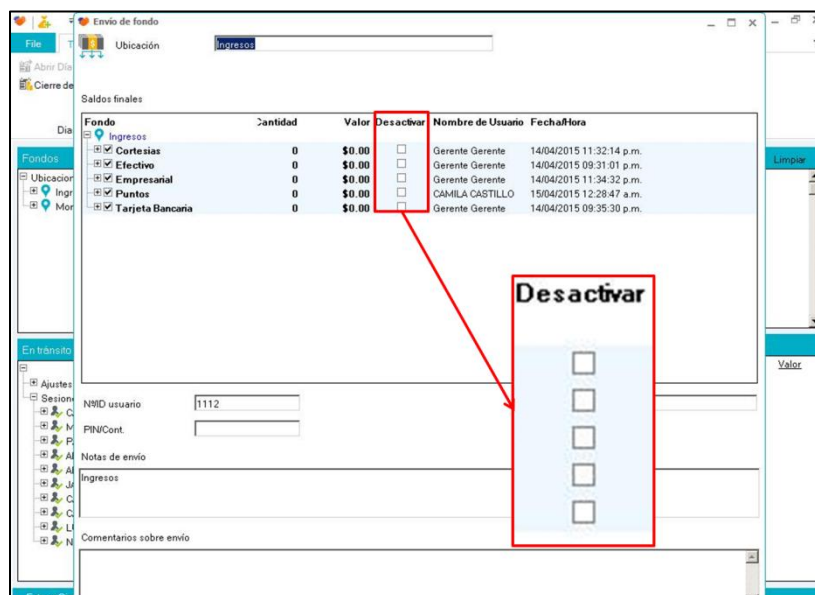 Envío de fondo
File
Ubicación Ingresos
Abrir Día
Cierre de
Saldos finales
Dia
Fondo Cantidad Valor Desactivar Nombre de Usuario Fecha/Hora
Ingresos
Cortesias 0 $0.00 Gerente Gerente 14/04/2015 11:32:14 p.m.
Efectivo 0 $0.00 Gerente Gerente 14/04/2015 09:31:01 p.m.
Empresarial 0 $0.00 Gerente Gerente 14/04/2015 11:34:32 p.m.
Puntos 0 $0.00 CAMILA CASTILLO 15/04/2015 12:28:47 a.m.
Tarjeta Bancaria 0 $0.00 Gerente Gerente 14/04/2015 09:35:30 p.m.
Fondos
Limpiar
Ubicacion
Ingr
Mor
Desactivar
En tránsito
Valor
Ajustes
Sesione
Nº/ID usuario 1112
PIN/Cont.
Notas de envío
Ingresos
Comentarios sobre envío